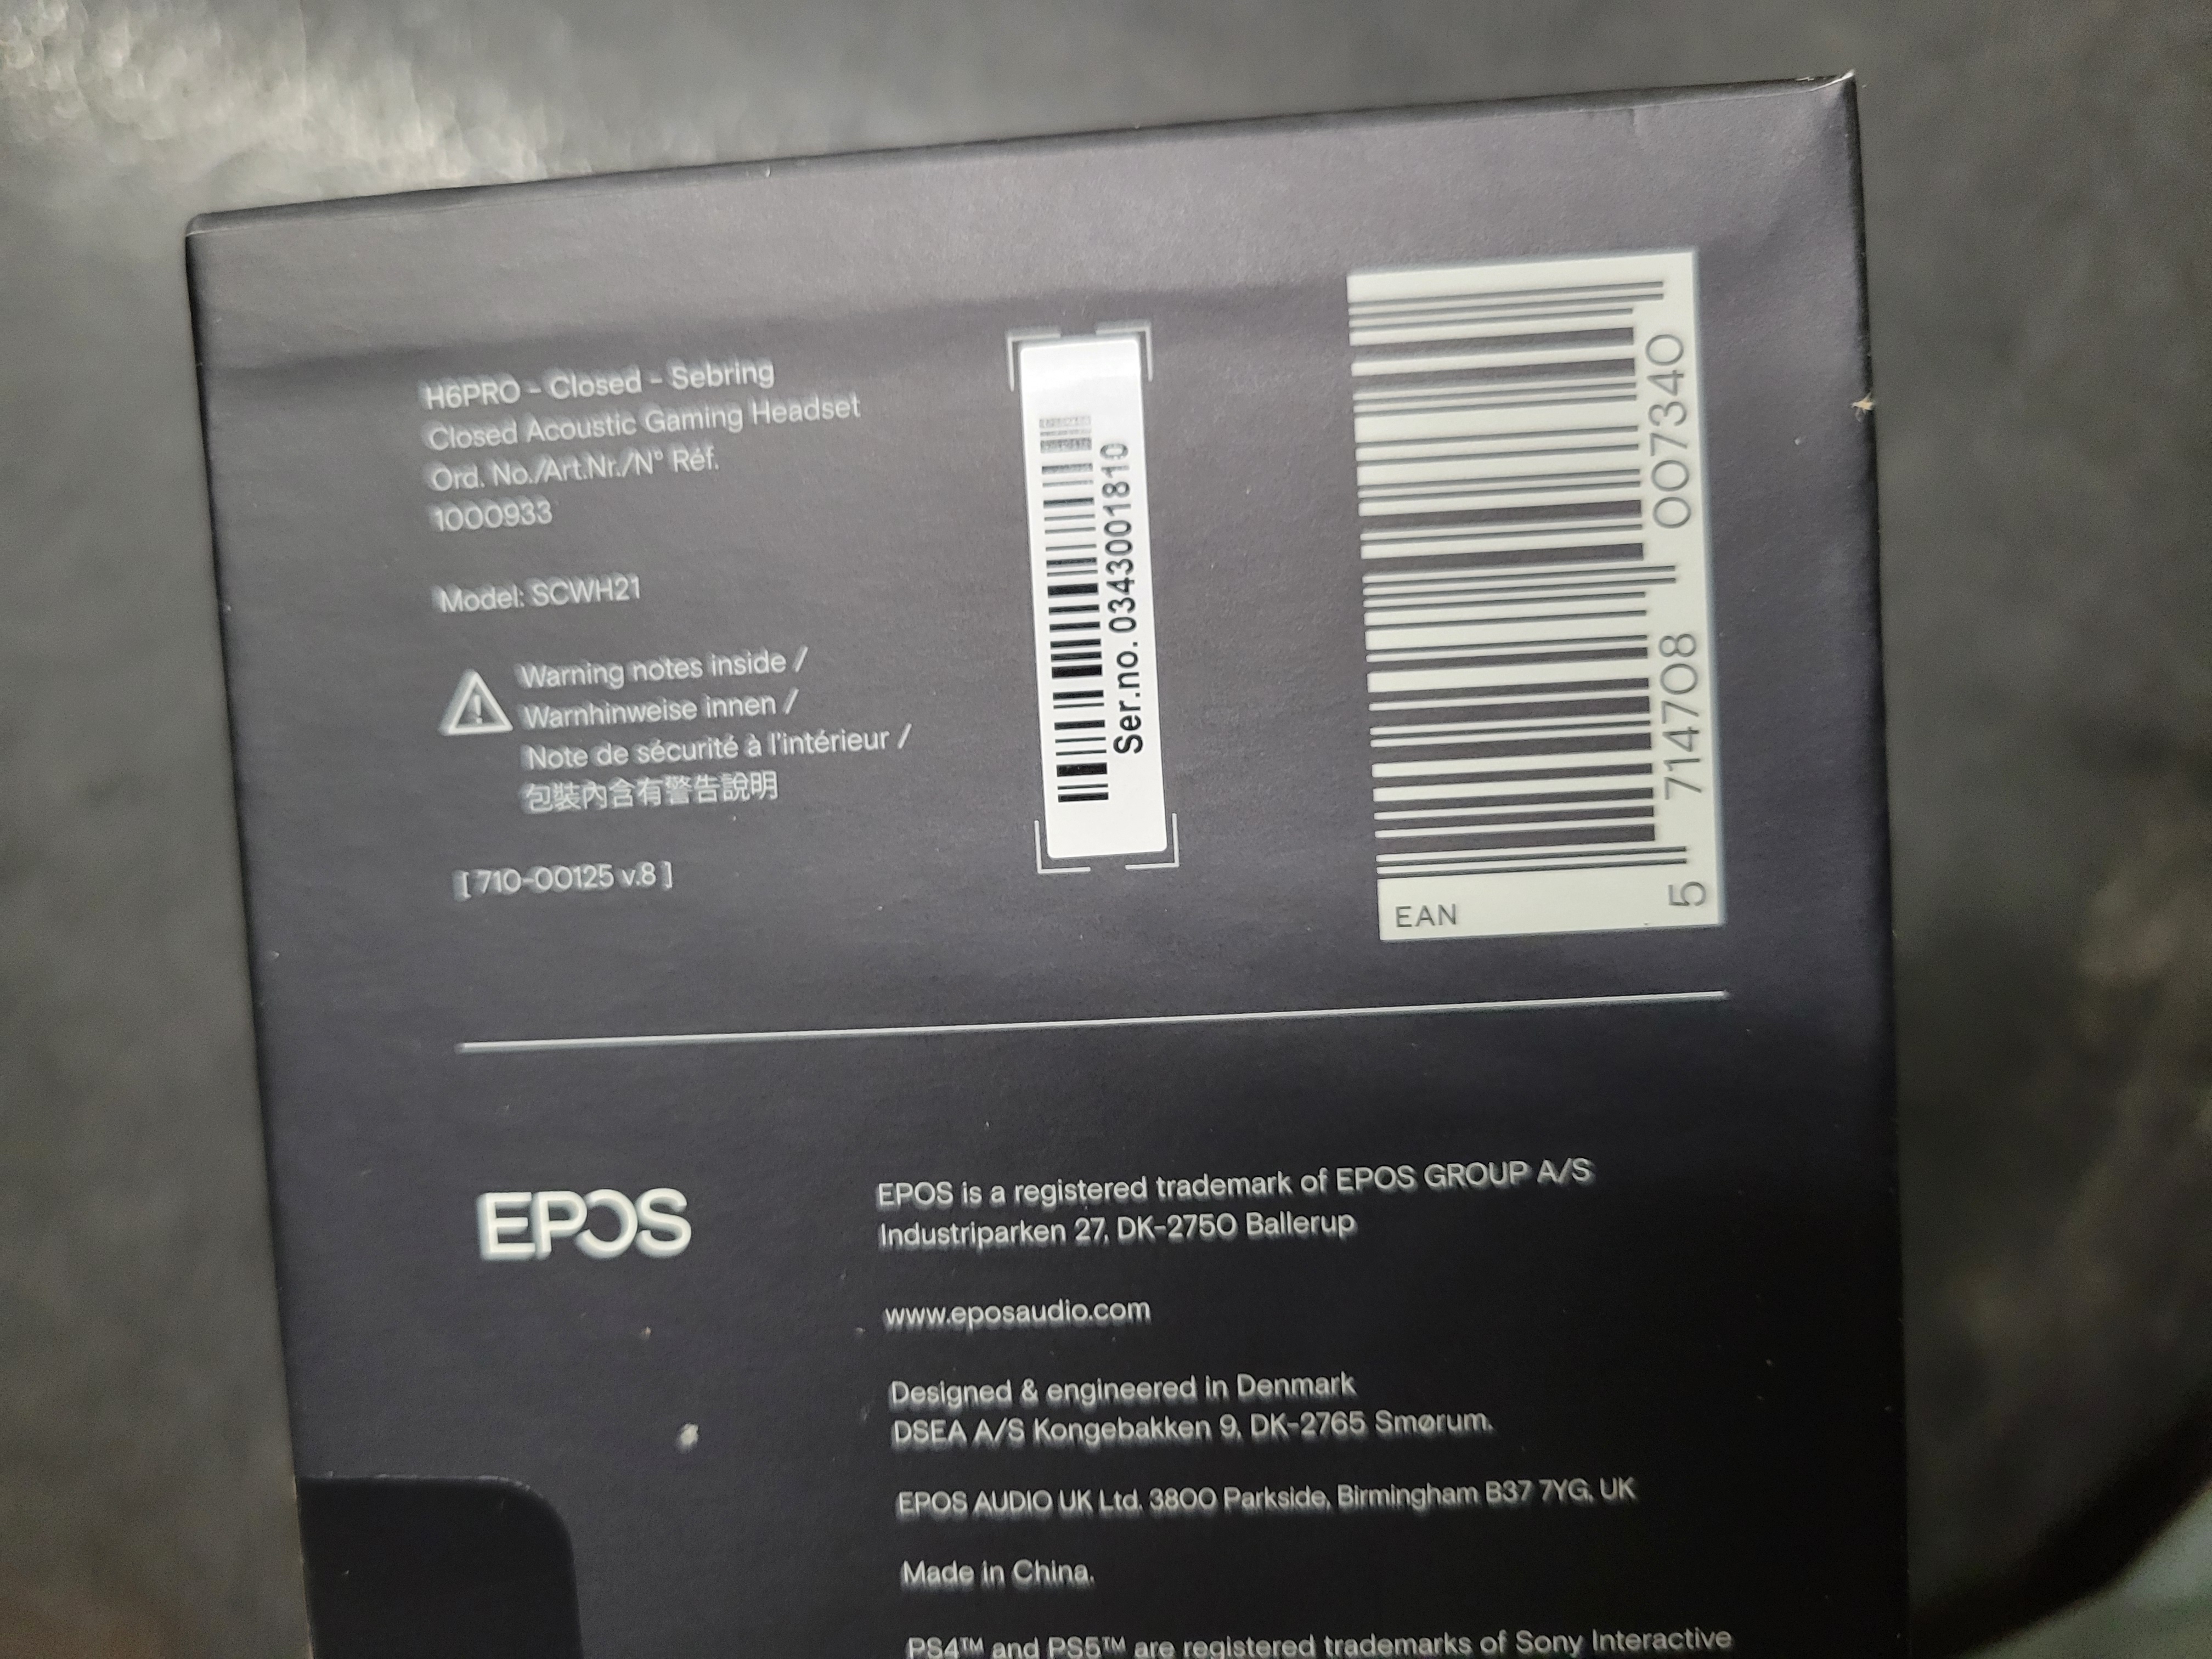 H6PRO - Closed - Sebring
Closed Acoustic Gaming Headset
Ord. No./Art.Nr./N° Réf.
1000933
Model: SCWH21
Warning notes inside /
Warnhinweise innen /
Note de sécurité à l'intérieur /
包裝內含有警告說明
[ 710-00125 v.8 ]
Ser.no. 0343001810
EAN
5 714708 007340
EPOS
EPOS is a registered trademark of EPOS GROUP A/S
Industriparken 27, DK-2750 Ballerup
www.eposaudio.com
Designed & engineered in Denmark
DSEA A/S Kongebakken 9, DK-2765 Smørum.
EPOS AUDIO UK Ltd. 3800 Parkside, Birmingham B37 7YG, UK
Made in China.
PS4™ and PS5™ are registered trademarks of Sony Interactive